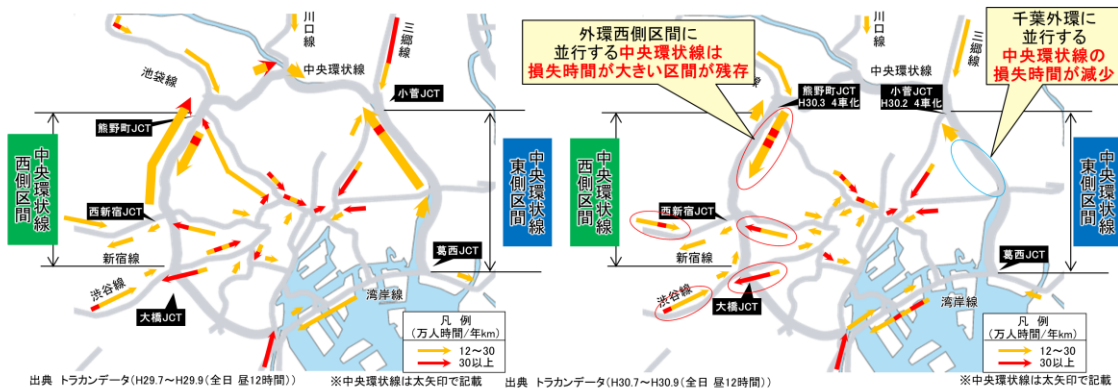 川口線
三郷線
池袋線
中央環状線
小菅JCT
熊野町JCT
中央環状線
西側区間
中央環状線
東側区間
西新宿JCT
新宿線
葛西JCT
渋谷線
大橋JCT
湾岸線
凡 例
(万人時間/年km)
12～30
30以上
出典 トラカンデータ(H29.7～H29.9(全日 昼12時間))
※中央環状線は太矢印で記載
外環西側区間に
並行する中央環状線は
損失時間が大きい区間が残存
千葉外環に
並行する
中央環状線の
損失時間が減少
川口線
三郷線
池袋線
中央環状線
熊野町JCT
H30.3 4車化
小菅JCT
H30.2 4車化
中央環状線
西側区間
中央環状線
東側区間
西新宿JCT
新宿線
葛西JCT
渋谷線
大橋JCT
湾岸線
凡 例
(万人時間/年km)
12～30
30以上
出典 トラカンデータ(H30.7～H30.9(全日 昼12時間))
※中央環状線は太矢印で記載